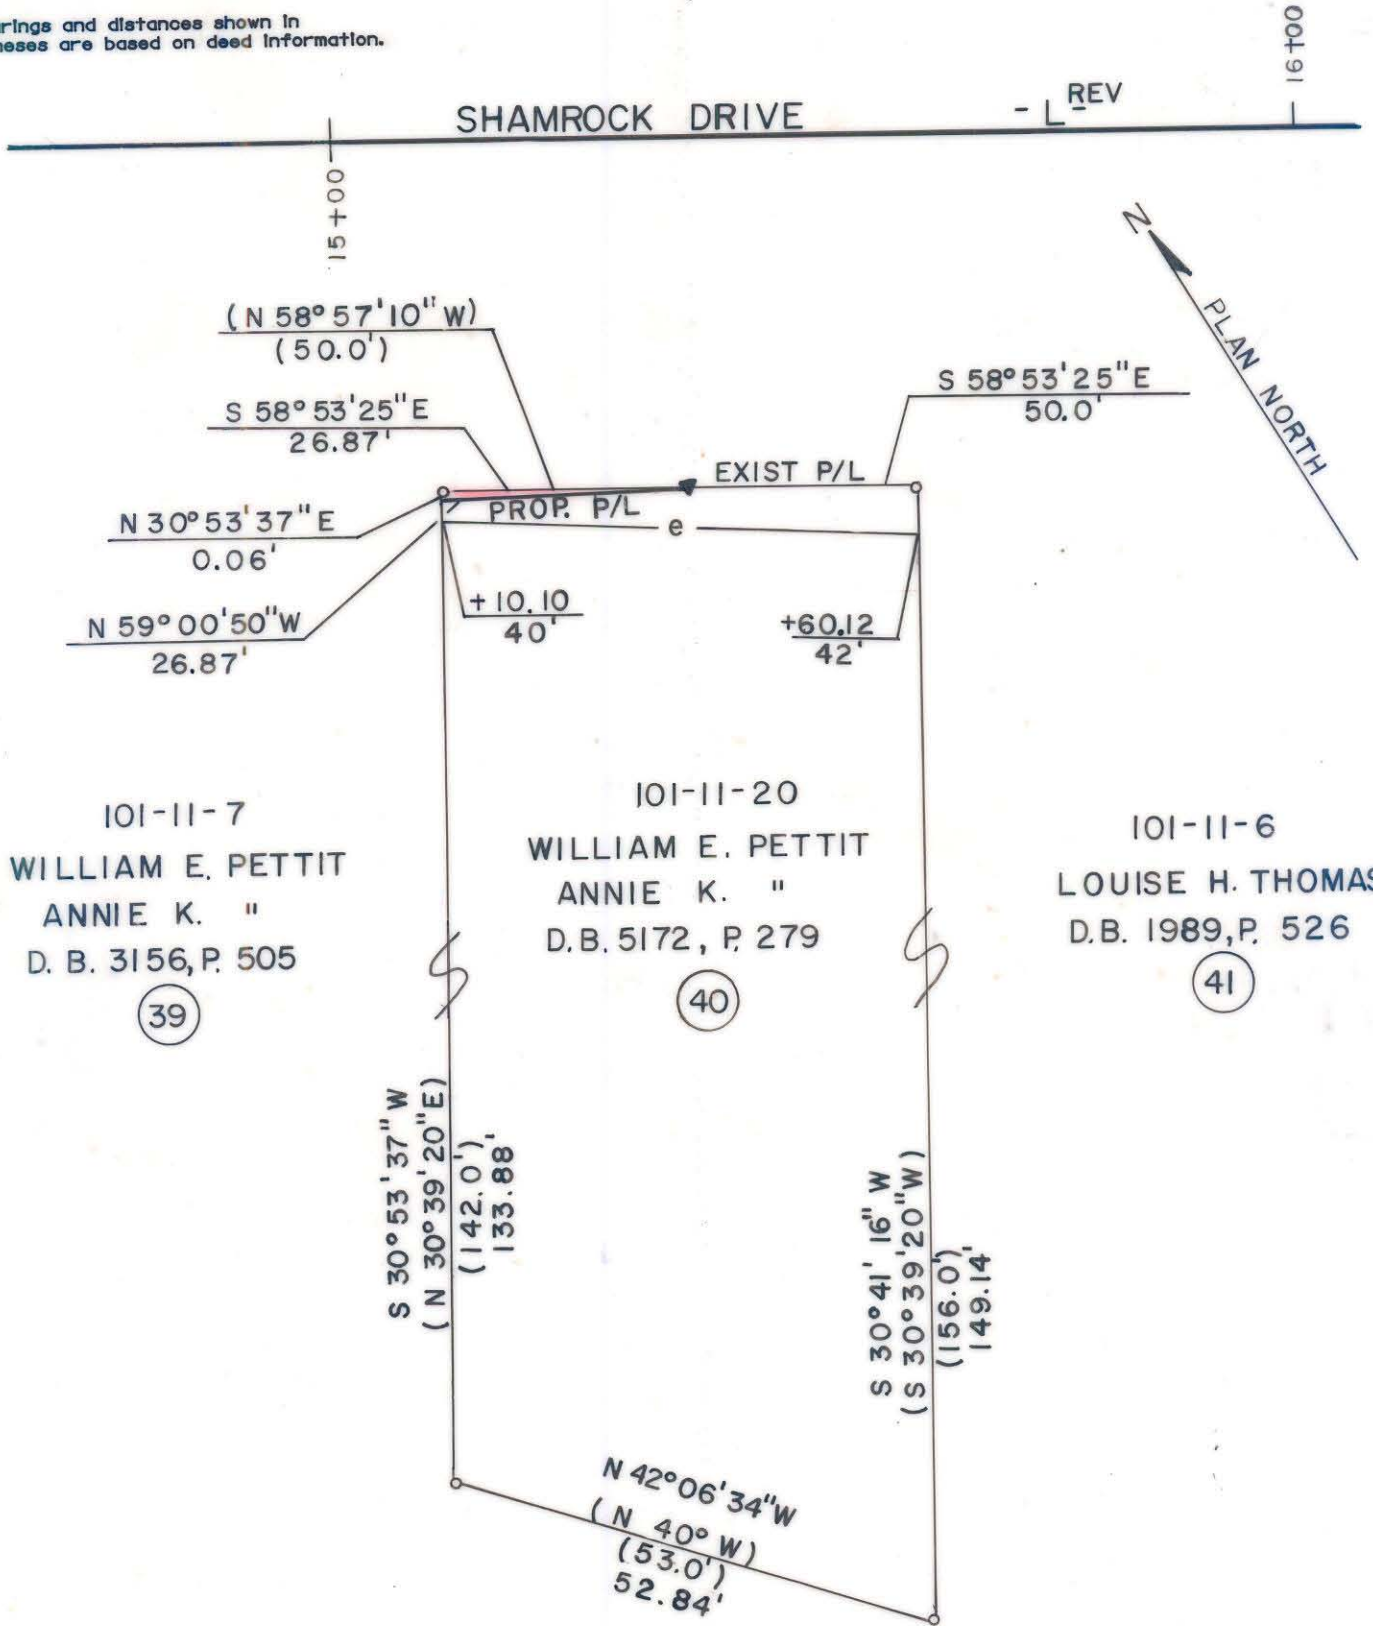 and distances shown in
are based on deed information.
16+00
SHAMROCK DRIVE
- L REV
15+00
Z
PLAN NORTH
(N 58°57'10" W)
(50.0')
S 58°53'25"E
26.87'
S 58°53'25"E
50.0'
EXIST P/L
PROP. P/L
e
N 30°53'37"E
0.06'
N 59°00'50"W
26.87'
+10.10
40'
+60.12
42'
101-11-7
WILLIAM E. PETTIT
ANNIE K. "
D. B. 3156, P. 505
39
101-11-20
WILLIAM E. PETTIT
ANNIE K. "
D.B. 5172, P. 279
40
101-11-6
LOUISE H. THOMAS
D.B. 1989, P. 526
41
S 30°53'37" W
(N 30°39'20"E)
(142.0')
133.88'
S 30°41'16" W
(S 30°39'20"W)
(156.0')
149.14'
N 42°06'34"W
(N 40° W)
(53.0')
52.84'